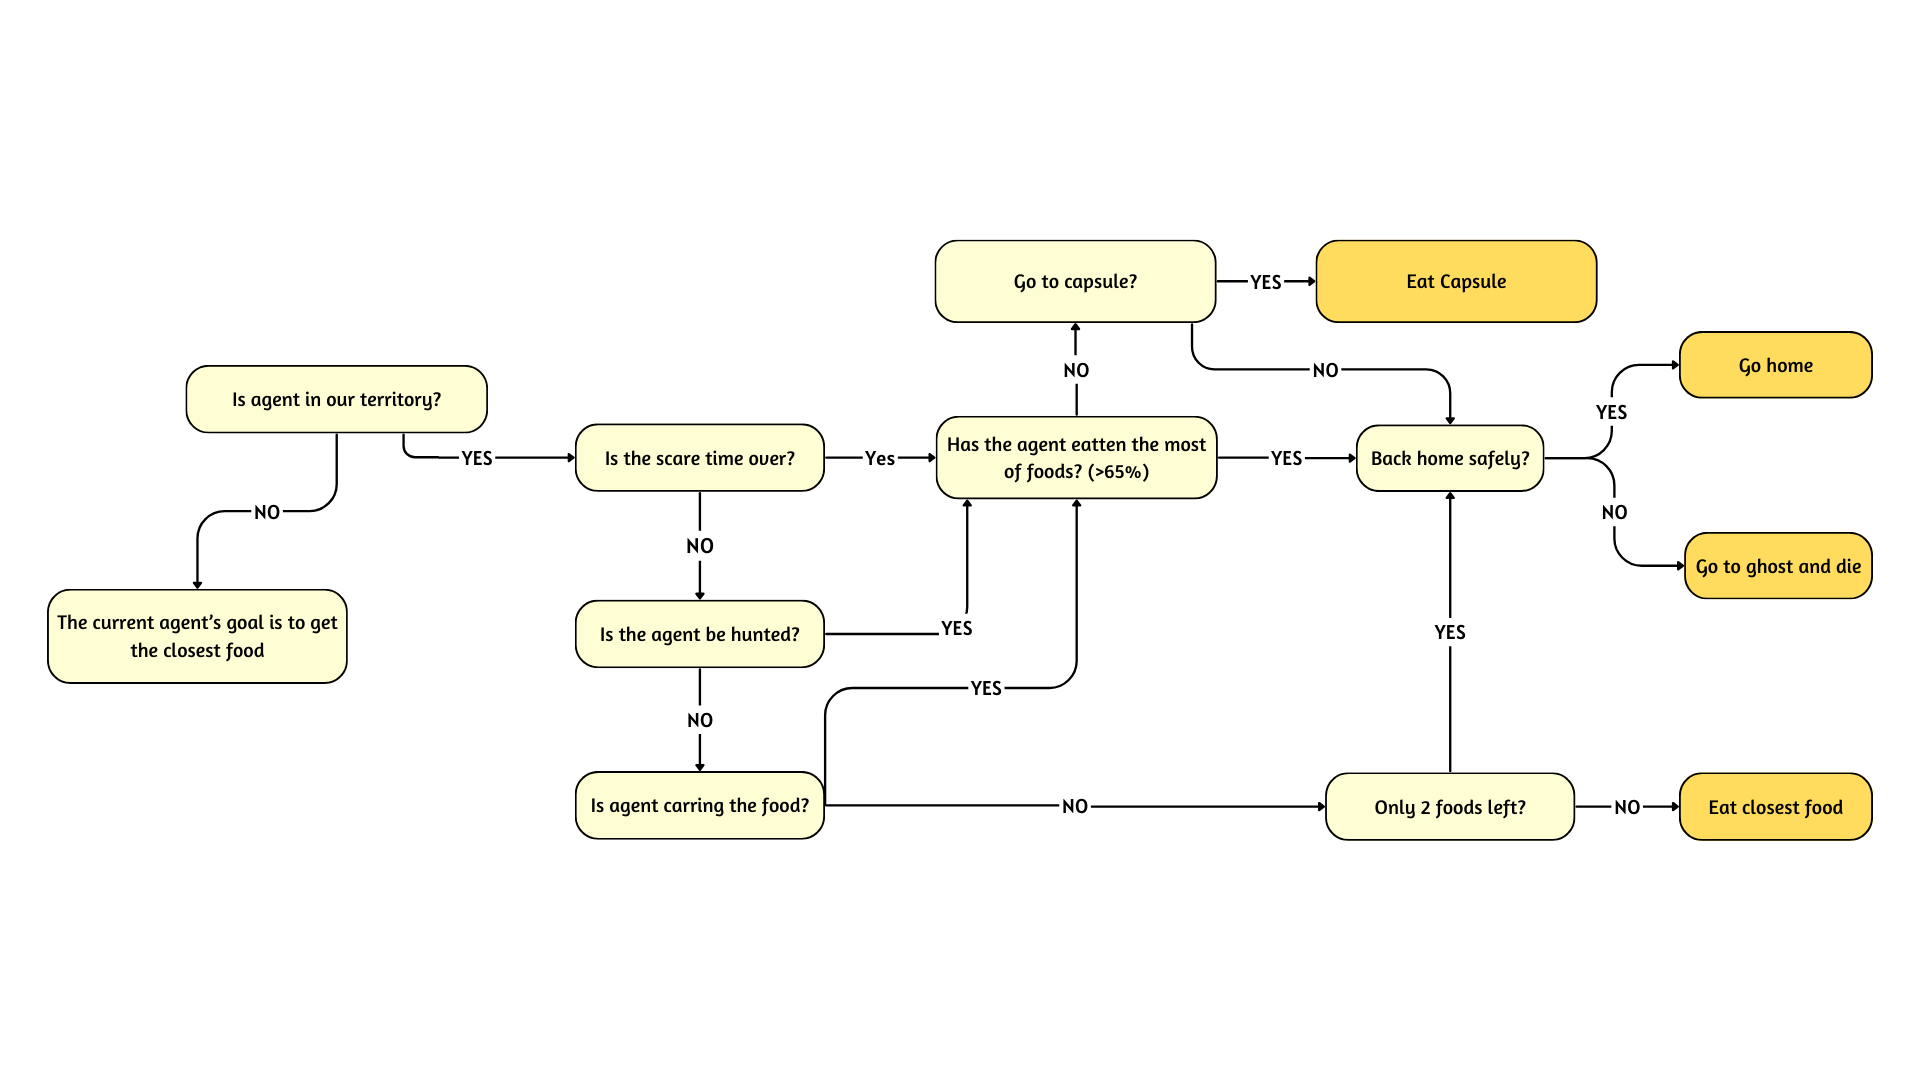 Go to capsule?
YES
Eat Capsule
NO
NO
Go home
YES
Is agent in our territory?
YES
Is the scare time over?
Yes
Has the agent eatten the most
of foods? (>65%)
YES
Back home safely?
NO
NO
NO
Go to ghost and die
The current agent’s goal is to get
the closest food
Is the agent be hunted?
YES
YES
YES
NO
Is agent carring the food?
NO
Only 2 foods left?
NO
Eat closest food